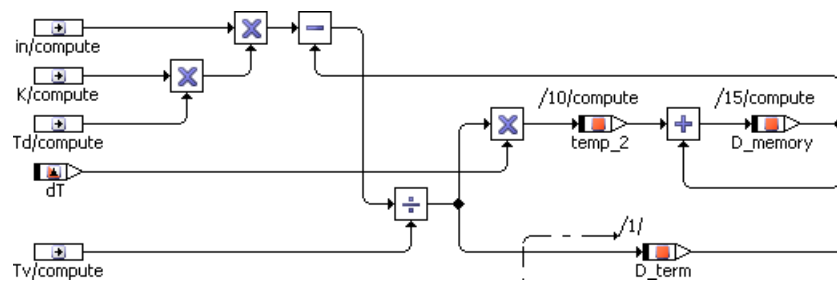 in/compute
K/compute
/10/compute
/15/compute
Td/compute
temp_2
D_memory
dT
/1/
Tv/compute
D_term